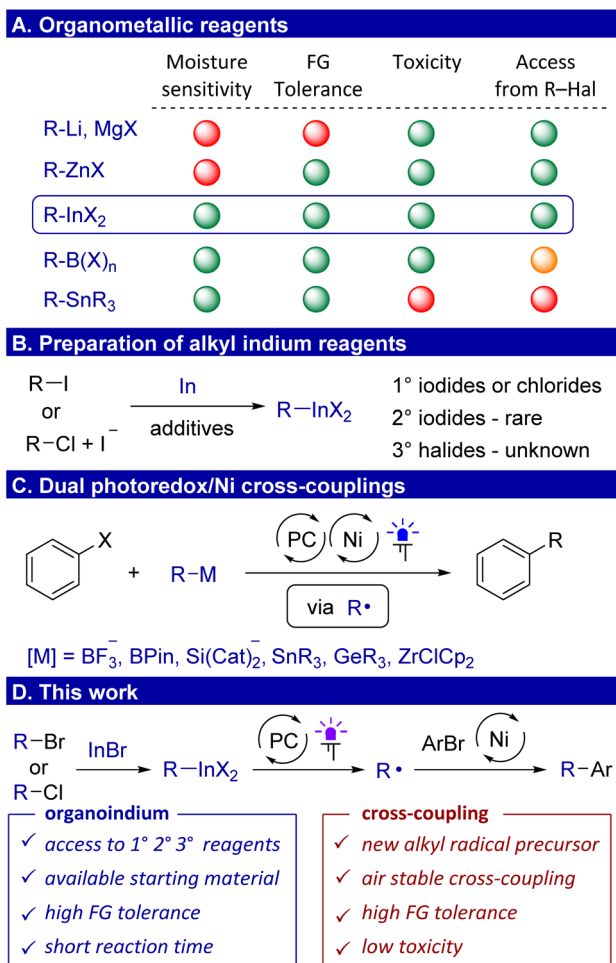 A. Organometallic reagents
Moisture sensitivity
FG Tolerance
Toxicity
Access from R–Hal
R-Li, MgX
R-ZnX
R-InX₂
R-B(X)ₙ
R-SnR₃
B. Preparation of alkyl indium reagents
R–I
or
R–Cl + I⁻
In
additives
R–InX₂
1° iodides or chlorides
2° iodides - rare
3° halides - unknown
C. Dual photoredox/Ni cross-couplings
X
+
R-M
PC
Ni
via R•
R
[M] = BF₃⁻, BPin, Si(Cat)₂⁻, SnR₃, GeR₃, ZrClCp₂
D. This work
R–Br
or
R–Cl
InBr
R–InX₂
PC
R•
ArBr
Ni
R–Ar
organoindium
✓ access to 1° 2° 3° reagents
✓ available starting material
✓ high FG tolerance
✓ short reaction time
cross-coupling
✓ new alkyl radical precursor
✓ air stable cross-coupling
✓ high FG tolerance
✓ low toxicity